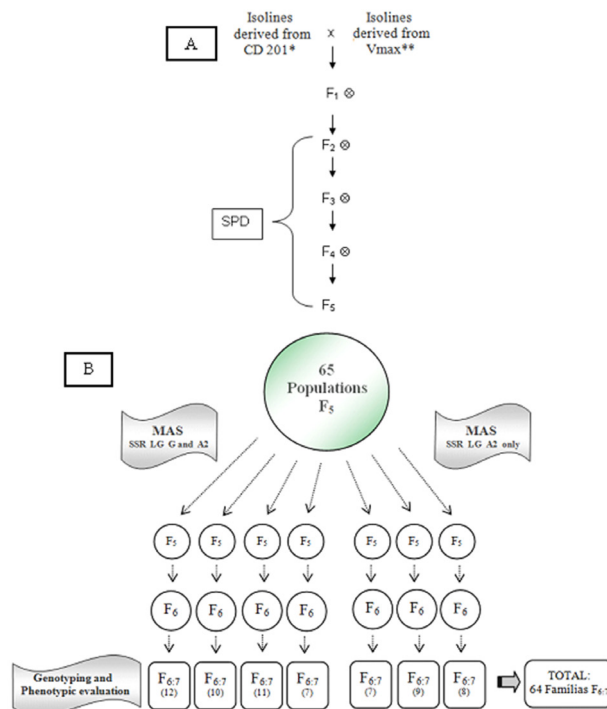 A
Isolines
derived from
CD 201*
X
Isolines
derived from
Vmax**
F₁ ⊗
F₂ ⊗
SPD
F₃ ⊗
F₄ ⊗
F₅
B
65
Populations
F₅
MAS
SSR LG G and A2
MAS
SSR LG A2 only
F₅ F₅ F₅ F₅ F₅ F₅ F₅
F₆ F₆ F₆ F₆ F₆ F₆ F₆
Genotyping and
Phenotypic evaluation
F₆:₇ F₆:₇ F₆:₇ F₆:₇ F₆:₇ F₆:₇ F₆:₇
(12) (10) (11) (7) (7) (9) (8)
TOTAL:
64 Familias F₆:₇